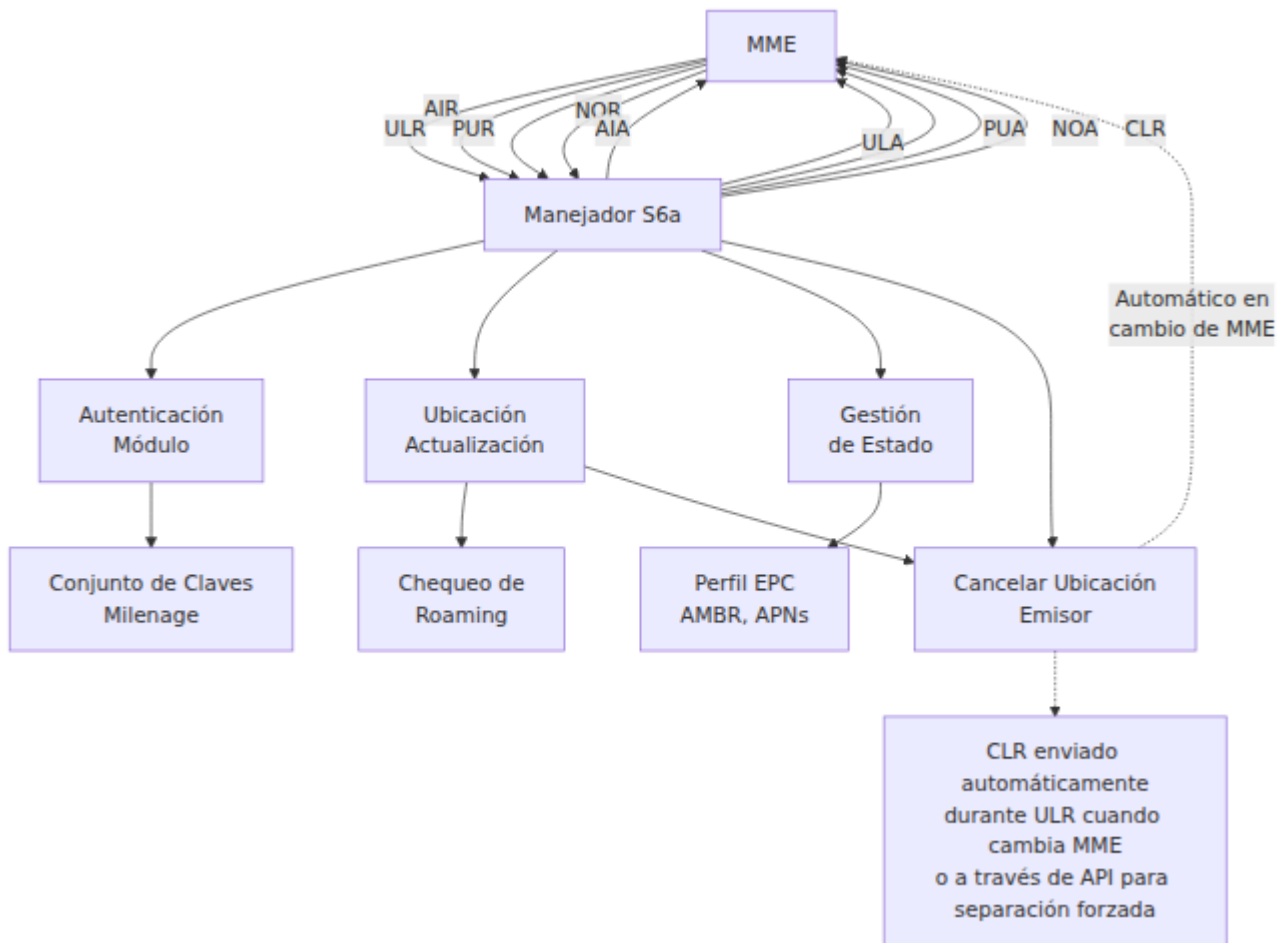 MME
AIR
NOR
ULR
PUR
AIA
ULA
PUA
NOA
CLR
Manejador S6a
Automático en
cambio de MME
Autenticación
Módulo
Ubicación
Actualización
Gestión
de Estado
Conjunto de Claves
Milenage
Chequeo de
Roaming
Perfil EPC
AMBR, APNs
Cancelar Ubicación
Emisor
CLR enviado
automáticamente
durante ULR cuando
cambia MME
o a través de API para
separación forzada